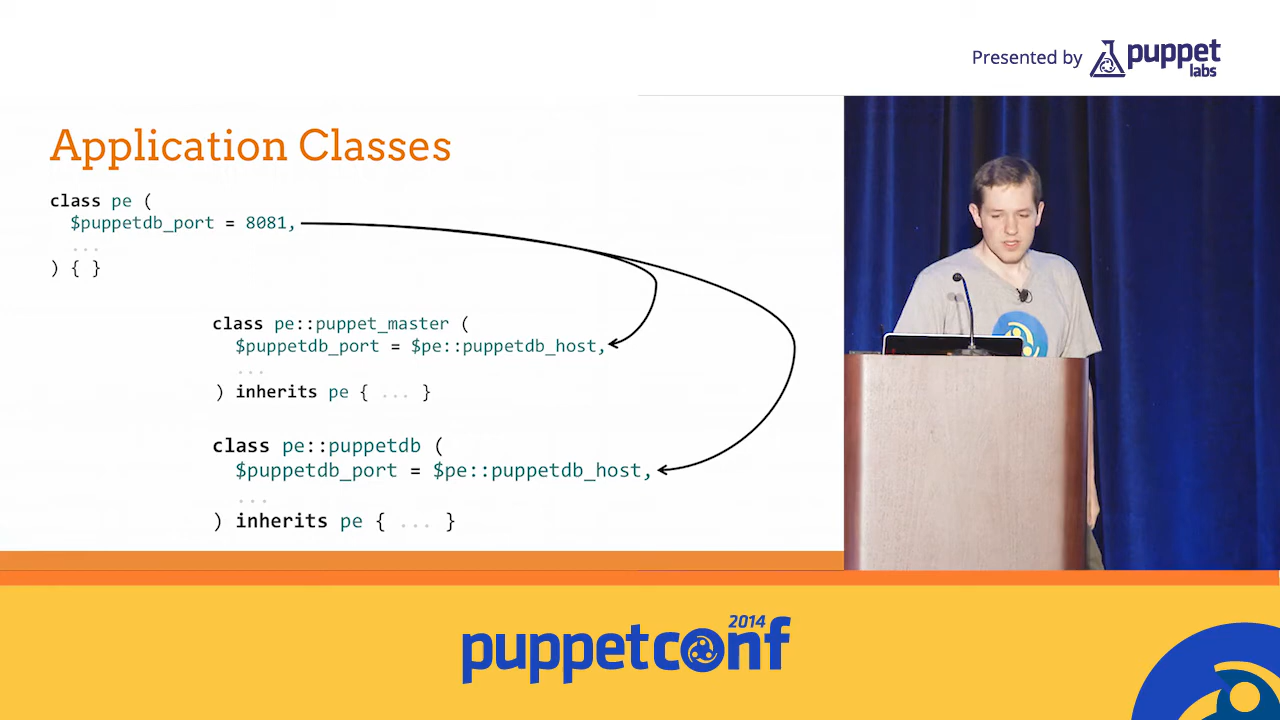 Presented by puppet labs
Application Classes
class pe (
$puppetdb_port = 8081,
...
) { }
class pe::puppet_master (
$puppetdb_port = $pe::puppetdb_host,
...
) inherits pe { ... }
class pe::puppetdb (
$puppetdb_port = $pe::puppetdb_host,
...
) inherits pe { ... }
2014
puppetconf